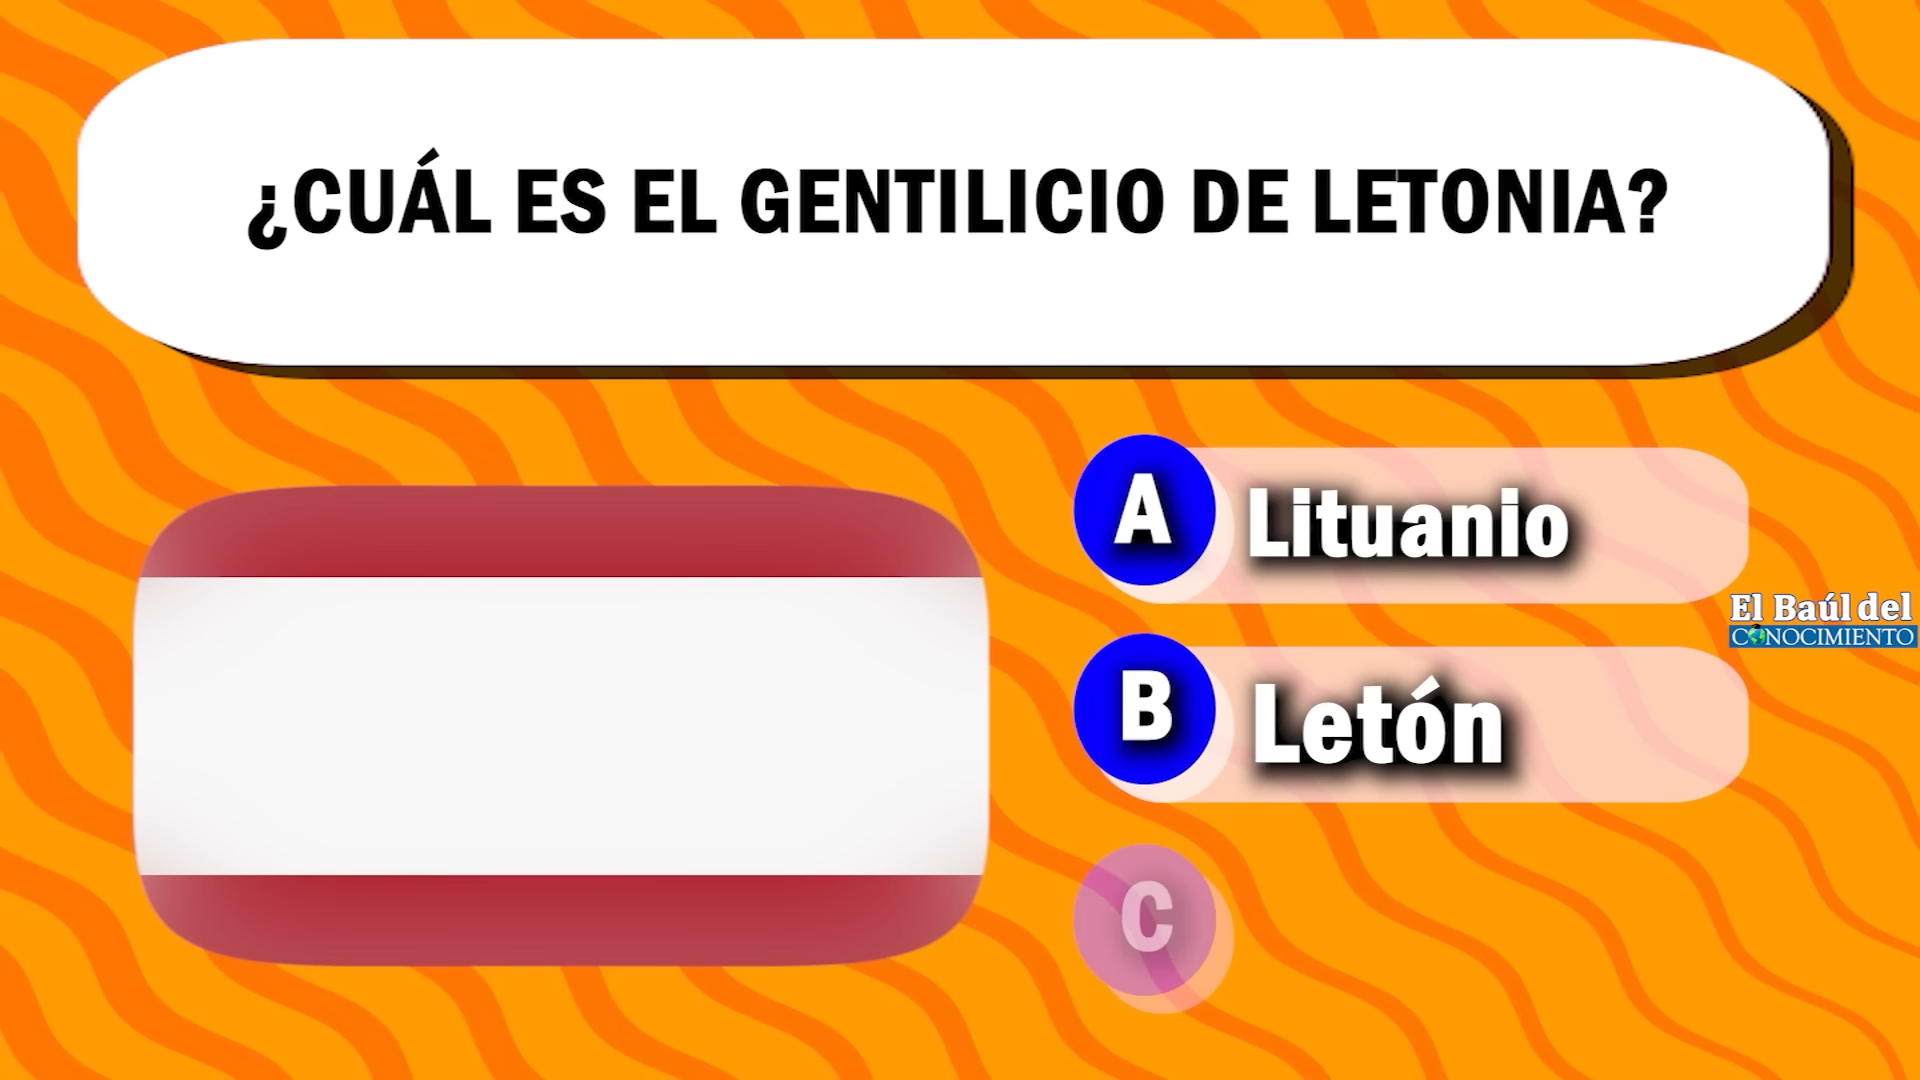 ¿CUÁL ES EL GENTILICIO DE LETONIA?
A Lituanio
B Letón
C
El Baúl del
CONOCIMIENTO